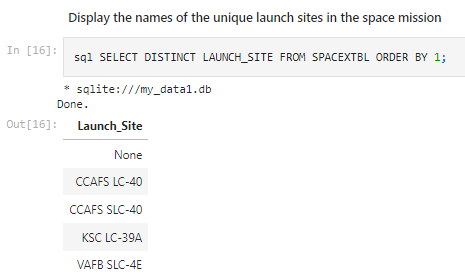 Display the names of the unique launch sites in the space mission
In [16]: sql SELECT DISTINCT LAUNCH_SITE FROM SPACEXTBL ORDER BY 1;
* sqlite:///my_data1.db
Done.
Out[16]: Launch_Site
None
CCAFS LC-40
CCAFS SLC-40
KSC LC-39A
VAFB SLC-4E